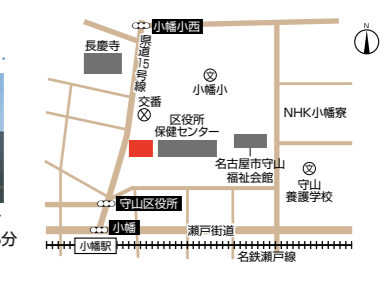 小幡小西
N
長慶寺
県道15号線
文
小幡小
交番
区役所
保健センター
NHK小幡寮
名古屋市守山
福祉会館
文
守山
養護学校
守山区役所
分
小幡
瀬戸街道
小幡駅
名鉄瀬戸線